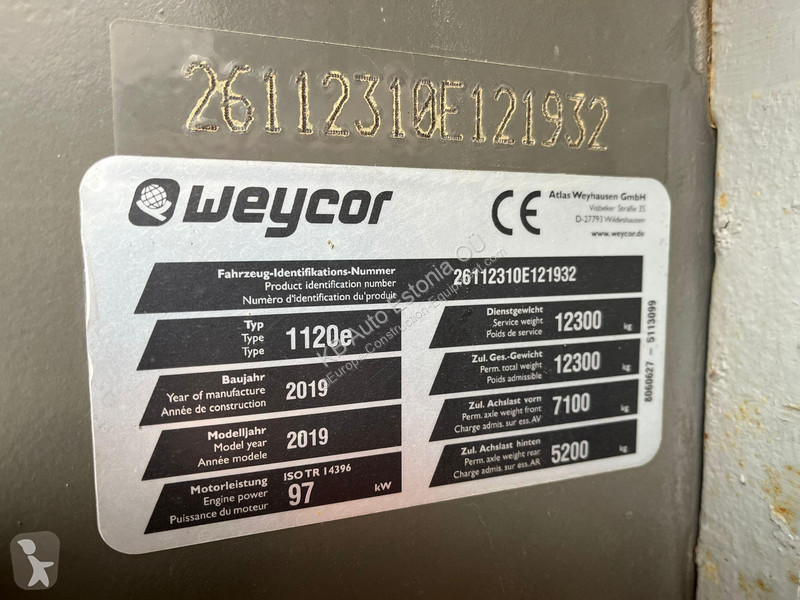 26112310E121932
weycor
CE
Atlas Weyhausen GmbH
Visbeker Straße 35
D-27793 Wildeshausen
www.weycor.de
Fahrzeug-Identifikations-Nummer
Product identification number
Numèro d'identification du produit
26112310E121932
Typ
Type
Type
1120e
Baujahr
Year of manufacture
Année de construction
2019
Modelljahr
Model year
Année modele
2019
Motorleistung
Engine power
Puissance du moteur
ISO TR 14396
97 kW
Dienstgewicht
Service weight
Poids de service
12300 kg
Zul. Ges.-Gewicht
Perm. total weight
Poids admissible
12300 kg
Zul. Achslast vorn
Perm. axle weight front
Charge admis. sur ess. AV
7100 kg
Zul. Achslast hinten
Perm. axle weight rear
Charge admis. sur ess. AR
5200 kg
8060627 - 5113099
KB Auto Estonia OÜ
(Europe-Construction-Equipment.com)